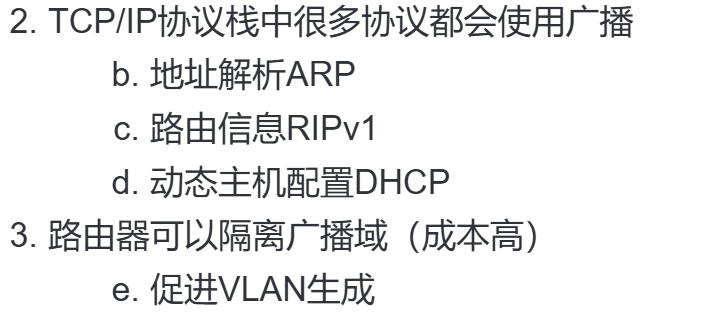 2. TCP/IP协议栈中很多协议都会使用广播
b. 地址解析ARP
c. 路由信息RIPv1
d. 动态主机配置DHCP
3. 路由器可以隔离广播域（成本高）
e. 促进VLAN生成